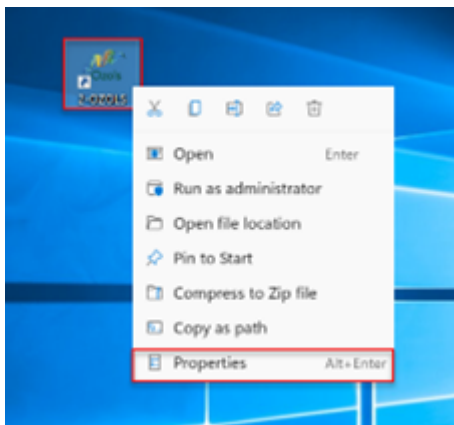 Open Enter
Run as administrator
Open file location
Pin to Start
Compress to Zip file
Copy as path
Properties Alt+Enter